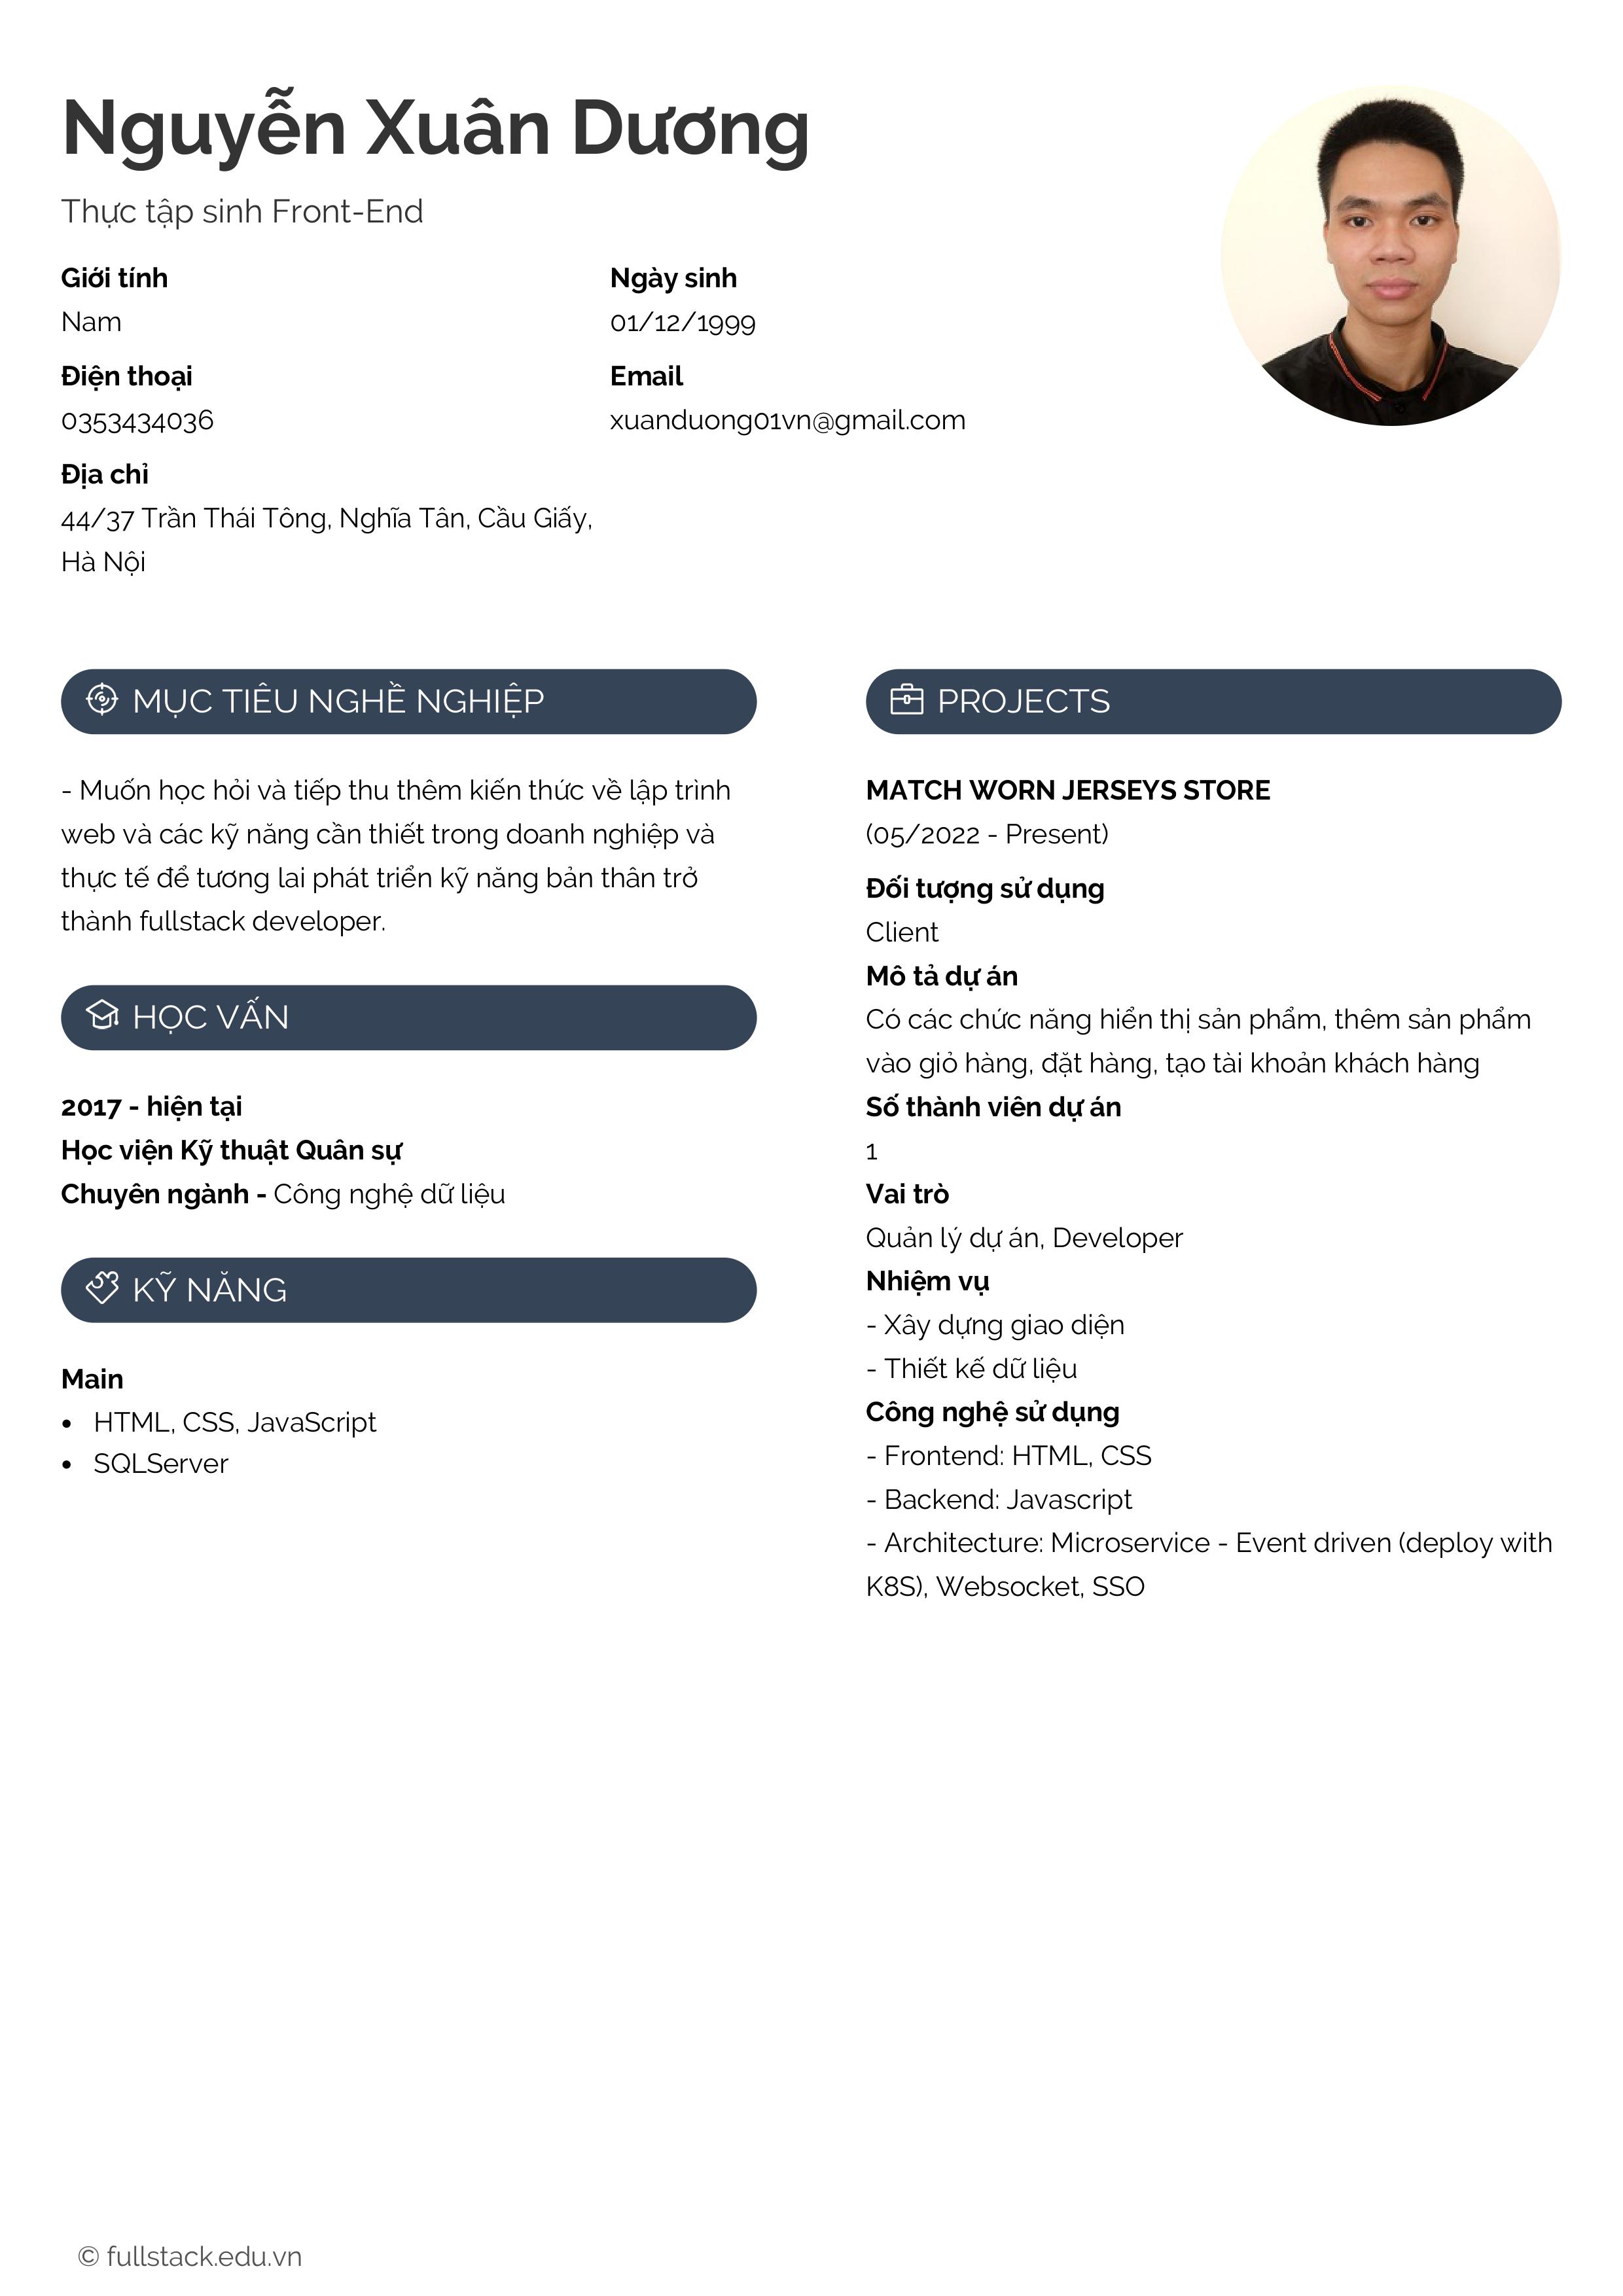 Nguyễn Xuân Dương
Thực tập sinh Front-End
Giới tính
Nam
Ngày sinh
01/12/1999
Điện thoại
0353434036
Email
xuanduong01vn@gmail.com
Địa chỉ
44/37 Trần Thái Tông, Nghĩa Tân, Cầu Giấy,
Hà Nội
MỤC TIÊU NGHỀ NGHIỆP
- Muốn học hỏi và tiếp thu thêm kiến thức về lập trình
web và các kỹ năng cần thiết trong doanh nghiệp và
thực tế để tương lai phát triển kỹ năng bản thân trở
thành fullstack developer.
HỌC VẤN
2017 - hiện tại
Học viện Kỹ thuật Quân sự
Chuyên ngành - Công nghệ dữ liệu
KỸ NĂNG
Main
• HTML, CSS, JavaScript
• SQLServer
PROJECTS
MATCH WORN JERSEYS STORE
(05/2022 - Present)
Đối tượng sử dụng
Client
Mô tả dự án
Có các chức năng hiển thị sản phẩm, thêm sản phẩm
vào giỏ hàng, đặt hàng, tạo tài khoản khách hàng
Số thành viên dự án
1
Vai trò
Quản lý dự án, Developer
Nhiệm vụ
- Xây dựng giao diện
- Thiết kế dữ liệu
Công nghệ sử dụng
- Frontend: HTML, CSS
- Backend: Javascript
- Architecture: Microservice - Event driven (deploy with
K8S), Websocket, SSO
© fullstack.edu.vn